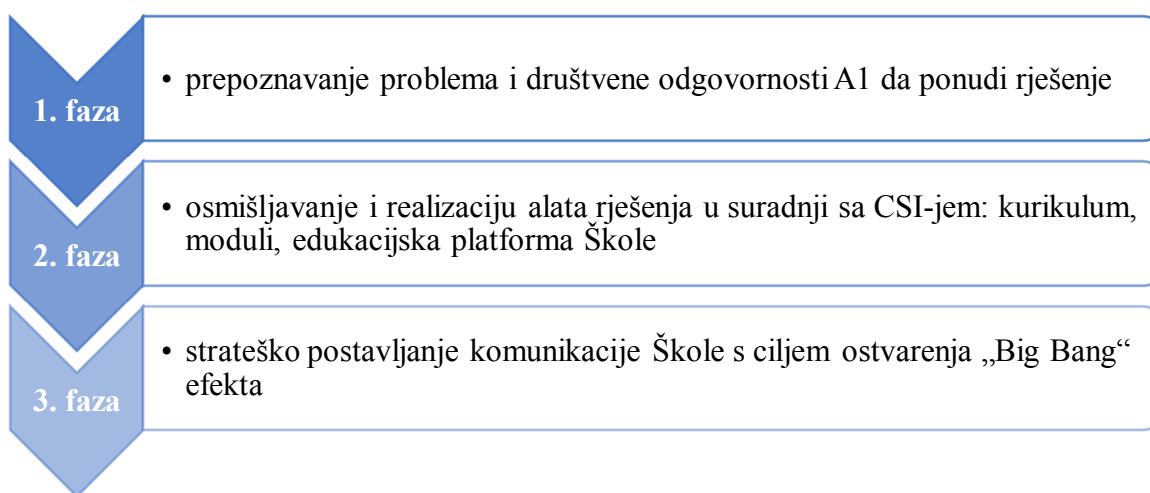 1. faza
• prepoznavanje problema i društvene odgovornosti A1 da ponudi rješenje
2. faza
• osmišljavanje i realizaciju alata rješenja u suradnji sa CSI-jem: kurikulum,
moduli, edukacijska platforma Škole
3. faza
• strateško postavljanje komunikacije Škole s ciljem ostvarenja „Big Bang“
efekta